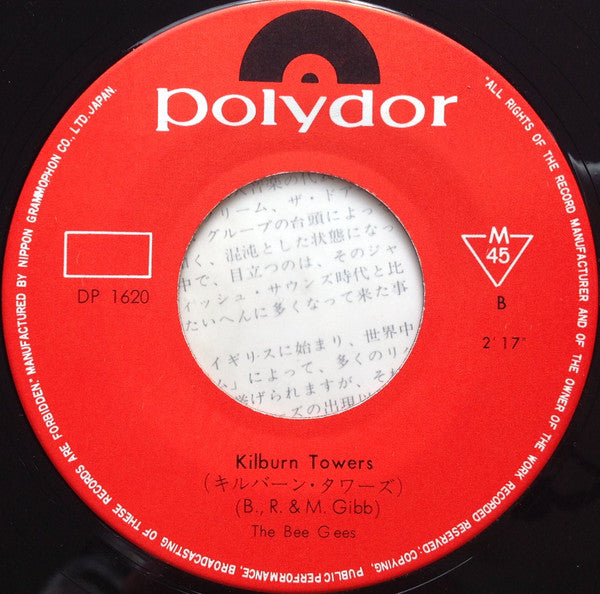 polydor
"ALL RIGHTS OF THE RECORD MANUFACTURER AND OF THE OWNER OF THE WORK RECORDED RESERVED: COPYING, PUBLIC PERFORMANCE, BROADCASTING OF THESE RECORDS ARE FORBIDDEN." MANUFACTURED BY NIPPON GRAMMOPHON CO., LTD. JAPAN.
DP 1620
M
45
B
2'17"
リーム、ザ・ドア
グループの台頭によっ
く、混沌とした状態になっ
中で、目立つのは、そのジャ
ィッシュ・サウンズ時代と比
たいへんに多くなって来た事
イギリスに始まり、世界中
ム」によって、多くのリ
挙げられますが、それ
ズの出現
Kilburn Towers
(キルバーン・タワーズ)
(B., R. & M. Gibb)
The Bee Gees